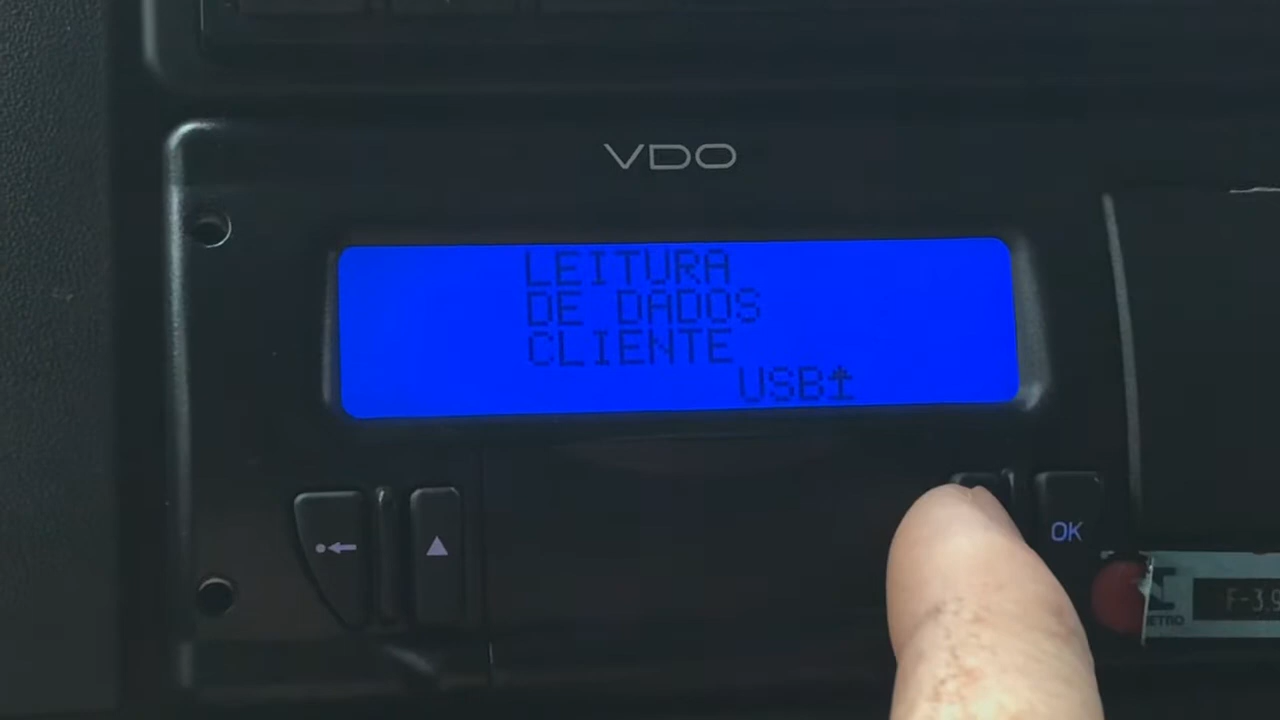 VDO
LEITURA
DE DADOS
CLIENTE
USB
OK